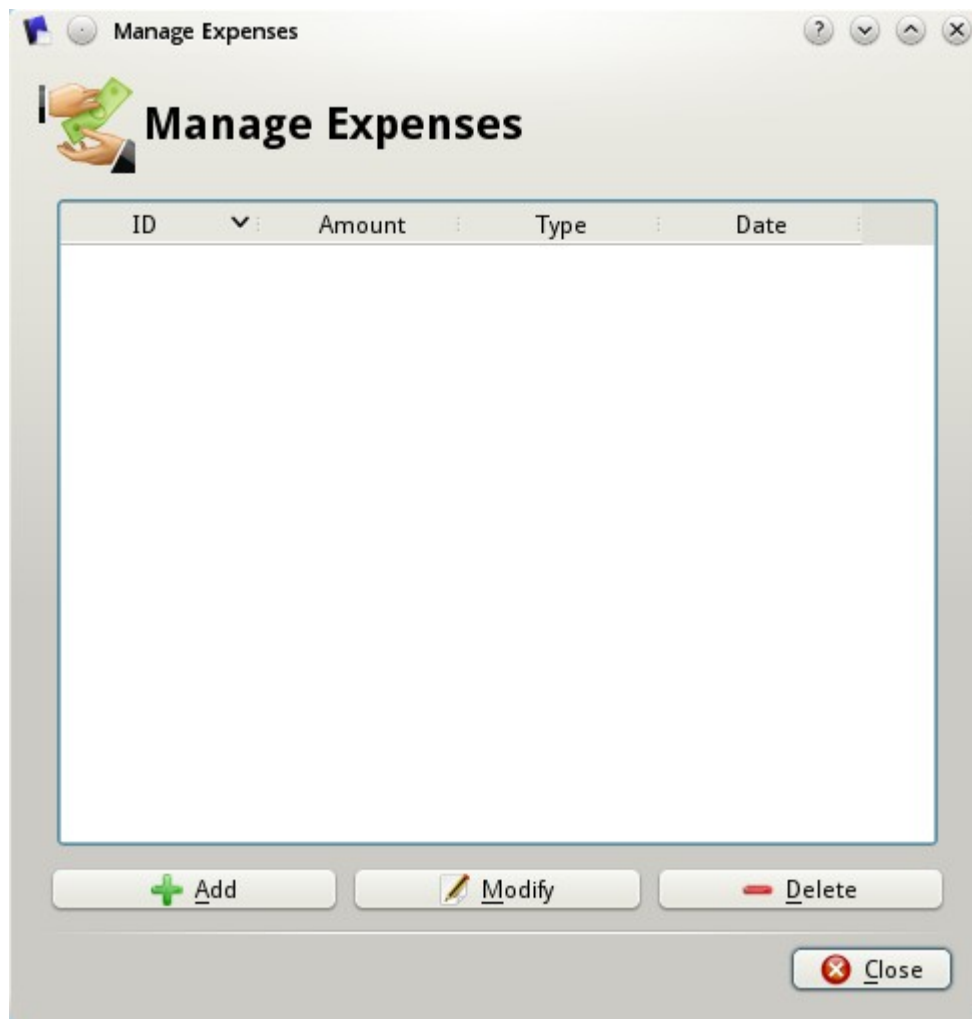 Manage Expenses
Manage Expenses
ID Amount Type Date
Add Modify Delete
Close